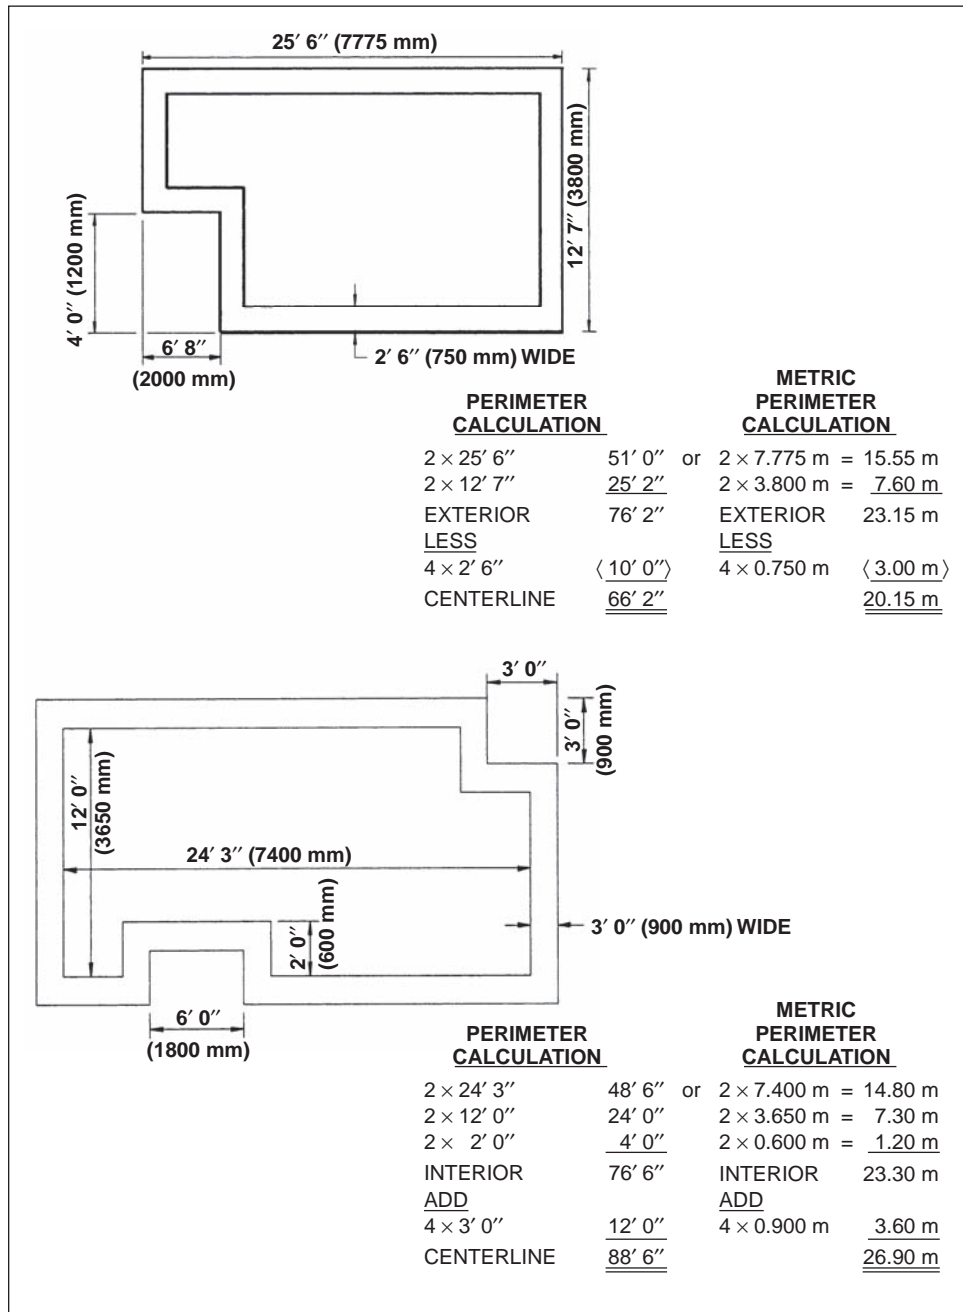 25′ 6′′ (7775 mm)
12′ 7′′ (3800 mm)
4′ 0′′ (1200 mm)
6′ 8′′
(2000 mm)
2′ 6′′ (750 mm) WIDE
PERIMETER
CALCULATION
METRIC
PERIMETER
CALCULATION
2 × 25′ 6′′ 51′ 0′′ or 2 × 7.775 m = 15.55 m
2 × 12′ 7′′ 25′ 2′′ 2 × 3.800 m = 7.60 m
EXTERIOR 76′ 2′′ EXTERIOR 23.15 m
LESS LESS
4 × 2′ 6′′ ⟨10′ 0′′⟩ 4 × 0.750 m ⟨3.00 m⟩
CENTERLINE 66′ 2′′ 20.15 m
3′ 0′′
3′ 0′′
(900 mm)
12′ 0′′
(3650 mm)
24′ 3′′ (7400 mm)
2′ 0′′
(600 mm)
3′ 0′′ (900 mm) WIDE
6′ 0′′
(1800 mm)
PERIMETER
CALCULATION
METRIC
PERIMETER
CALCULATION
2 × 24′ 3′′ 48′ 6′′ or 2 × 7.400 m = 14.80 m
2 × 12′ 0′′ 24′ 0′′ 2 × 3.650 m = 7.30 m
2 × 2′ 0′′ 4′ 0′′ 2 × 0.600 m = 1.20 m
INTERIOR 76′ 6′′ INTERIOR 23.30 m
ADD ADD
4 × 3′ 0′′ 12′ 0′′ 4 × 0.900 m 3.60 m
CENTERLINE 88′ 6′′ 26.90 m